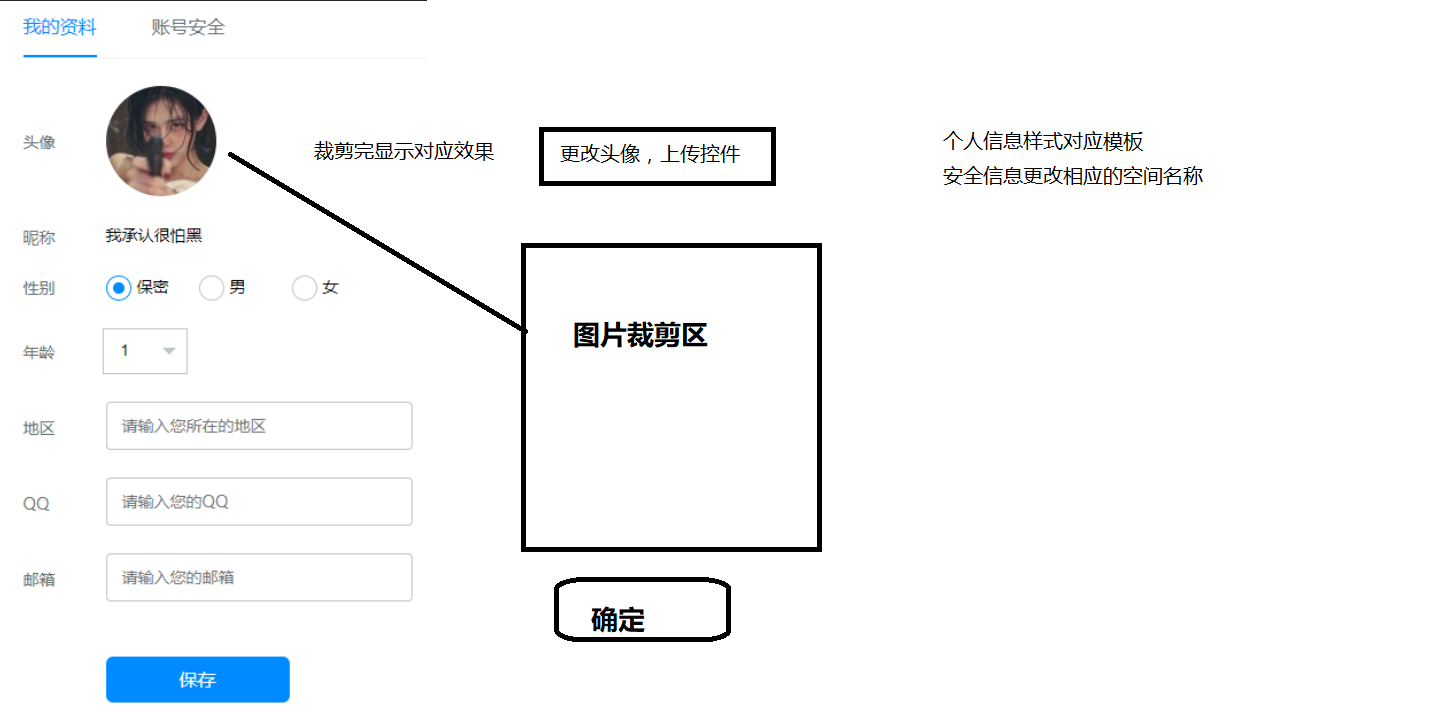 我的资料 账号安全
头像
裁剪完显示对应效果
更改头像，上传控件
个人信息样式对应模板
安全信息更改相应的空间名称
昵称 我承认很怕黑
性别 保密 男 女
图片裁剪区
年龄 1
地区 请输入您所在的地区
QQ 请输入您的QQ
邮箱 请输入您的邮箱
确定
保存